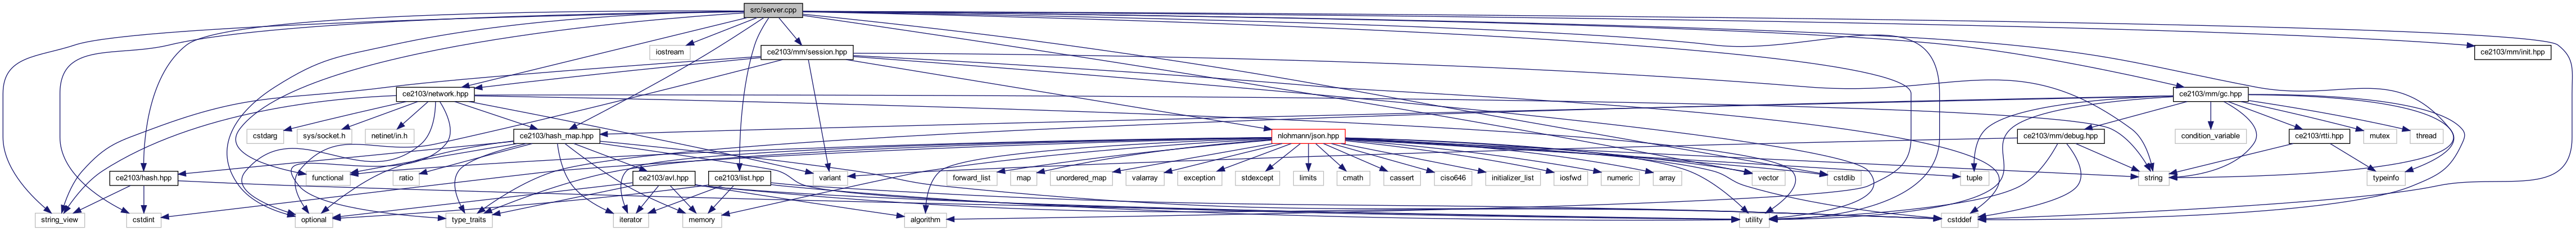 src/server.cpp
iostream
ce2103/mm/session.hpp
ce2103/mm/init.hpp
ce2103/network.hpp
ce2103/mm/gc.hpp
cstdarg
sys/socket.h
netinet/in.h
ce2103/hash_map.hpp
nlohmann/json.hpp
condition_variable
ce2103/mm/debug.hpp
ce2103/rtti.hpp
mutex
thread
ce2103/hash.hpp
functional
ratio
ce2103/avl.hpp
ce2103/list.hpp
variant
forward_list
map
unordered_map
valarray
exception
stdexcept
limits
cmath
cassert
ciso646
initializer_list
iosfwd
numeric
array
vector
cstdlib
tuple
string
typeinfo
string_view
cstdint
optional
type_traits
iterator
memory
algorithm
utility
cstddef